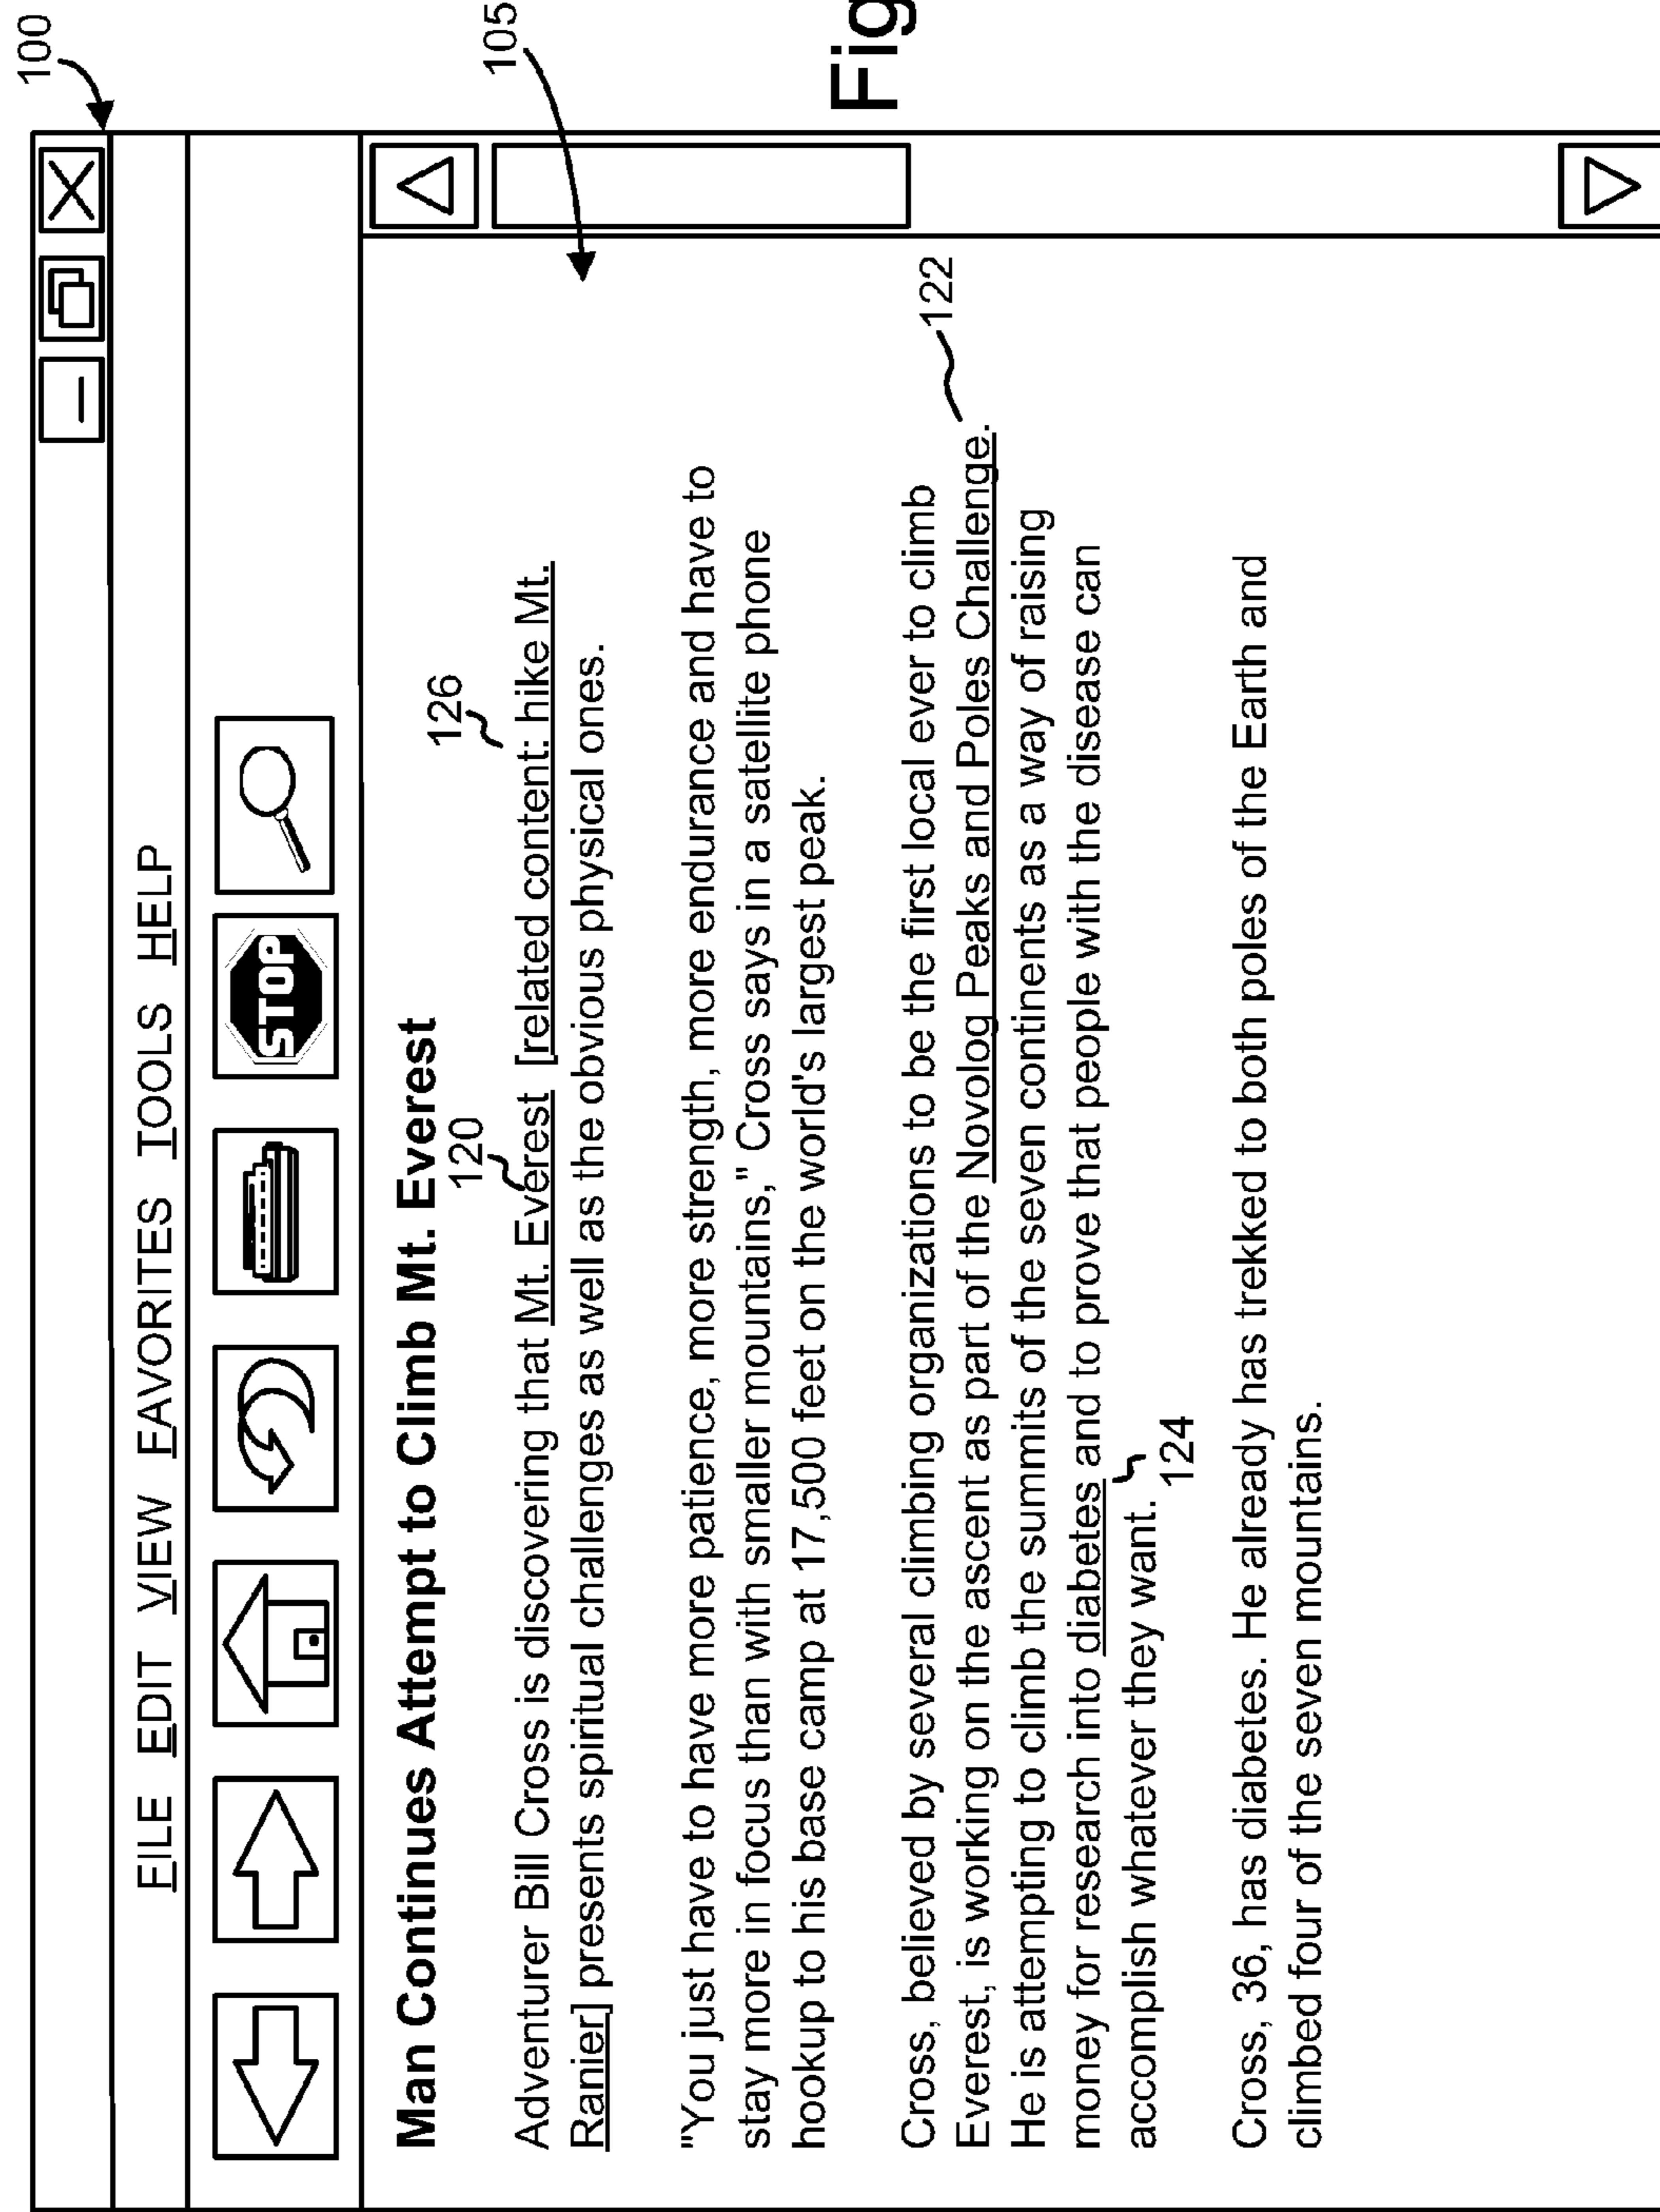 100
FILE EDIT VIEW FAVORITES TOOLS HELP
STOP
105
Man Continues Attempt to Climb Mt. Everest
120
126
Adventurer Bill Cross is discovering that Mt. Everest [related content: hike Mt.
Ranier] presents spiritual challenges as well as the obvious physical ones.
"You just have to have more patience, more strength, more endurance and have to
stay more in focus than with smaller mountains," Cross says in a satellite phone
hookup to his base camp at 17,500 feet on the world's largest peak.
Fig
122
Cross, believed by several climbing organizations to be the first local ever to climb
Everest, is working on the ascent as part of the Novolog Peaks and Poles Challenge.
He is attempting to climb the summits of the seven continents as a way of raising
money for research into diabetes and to prove that people with the disease can
accomplish whatever they want.
124
Cross, 36, has diabetes. He already has trekked to both poles of the Earth and
climbed four of the seven mountains.